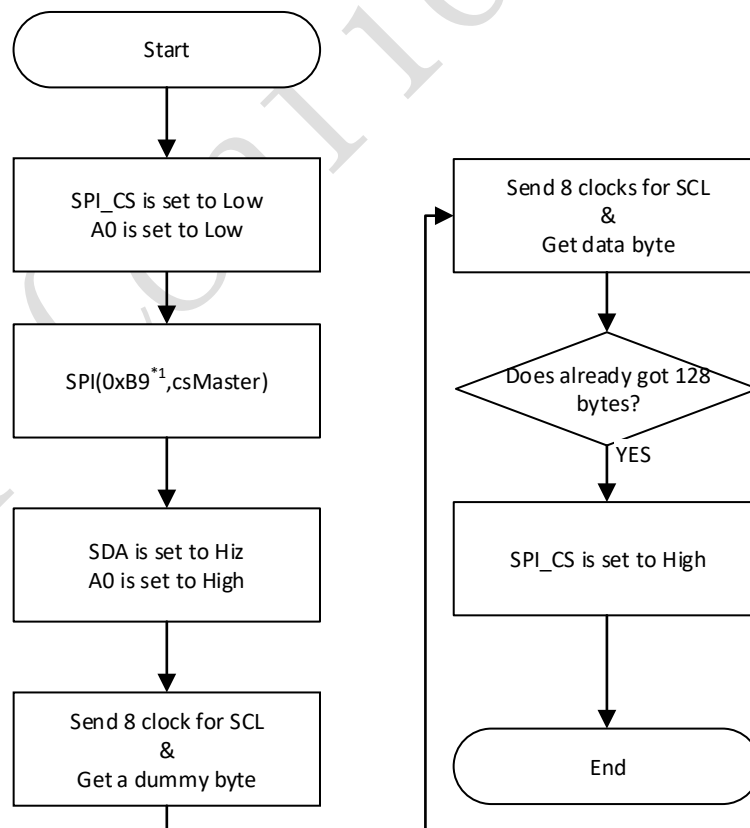 Start
SPI_CS is set to Low
A0 is set to Low
SPI(0xB9*1,csMaster)
SDA is set to Hiz
A0 is set to High
Send 8 clock for SCL
&
Get a dummy byte
Send 8 clocks for SCL
&
Get data byte
Does already got 128
bytes?
YES
SPI_CS is set to High
End